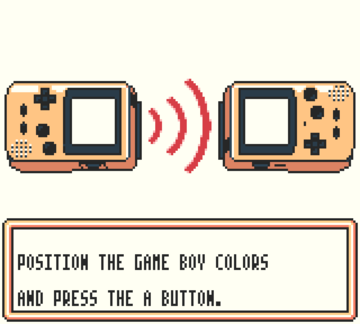 POSITION THE GAME BOY COLORS
AND PRESS THE A BUTTON.